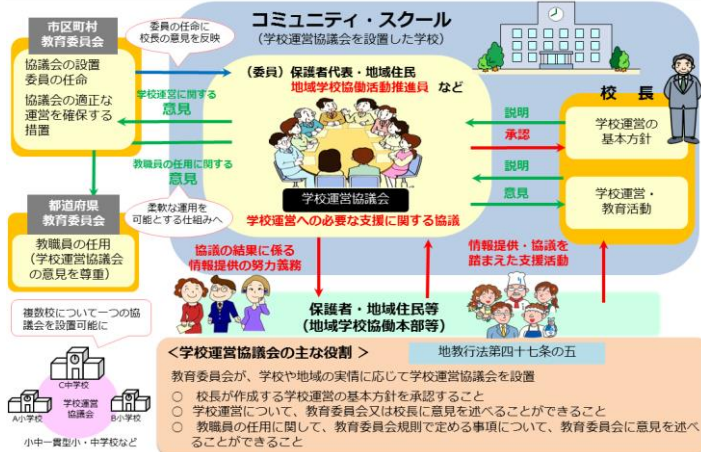 コミュニティ・スクール
(学校運営協議会を設置した学校)
市区町村
教育委員会
協議会の設置
委員の任命
協議会の適正な
運営を確保する
措置
委員の任命に
校長の意見を反映
学校運営に関する
意見
教職員の任用に関する
意見
都道府県
教育委員会
教職員の任用
(学校運営協議会
の意見を尊重)
柔軟な運用を
可能とする仕組みへ
(委員)保護者代表・地域住民
地域学校協働活動推進員 など
学校運営協議会
学校運営への必要な支援に関する協議
説明
承認
説明
意見
校 長
学校運営の
基本方針
学校運営・
教育活動
協議の結果に係る
情報提供の努力義務
情報提供・協議を
踏まえた支援活動
保護者・地域住民等
(地域学校協働本部等)
複数校について一つの協
議会を設置可能に
C中学校
学校運営
協議会
A小学校
B小学校
小中一貫型小・中学校など
<学校運営協議会の主な役割 >
地教行法第四十七条の五
教育委員会が、学校や地域の実情に応じて学校運営協議会を設置
○ 校長が作成する学校運営の基本方針を承認すること
○ 学校運営について、教育委員会又は校長に意見を述べることができること
○ 教職員の任用に関して、教育委員会規則で定める事項について、教育委員会に意見を述べ
ることができること